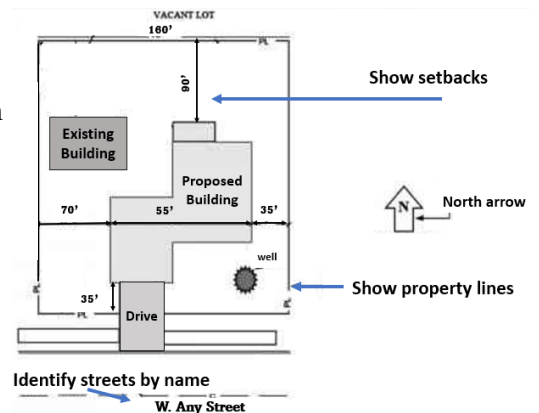 VACANT LOT
160'
PL
90'
Show setbacks
Existing
Building
Proposed
Building
N
North arrow
70'
55'
35'
well
PL
PL
Show property lines
35'
PL
Drive
Identify streets by name
W. Any Street